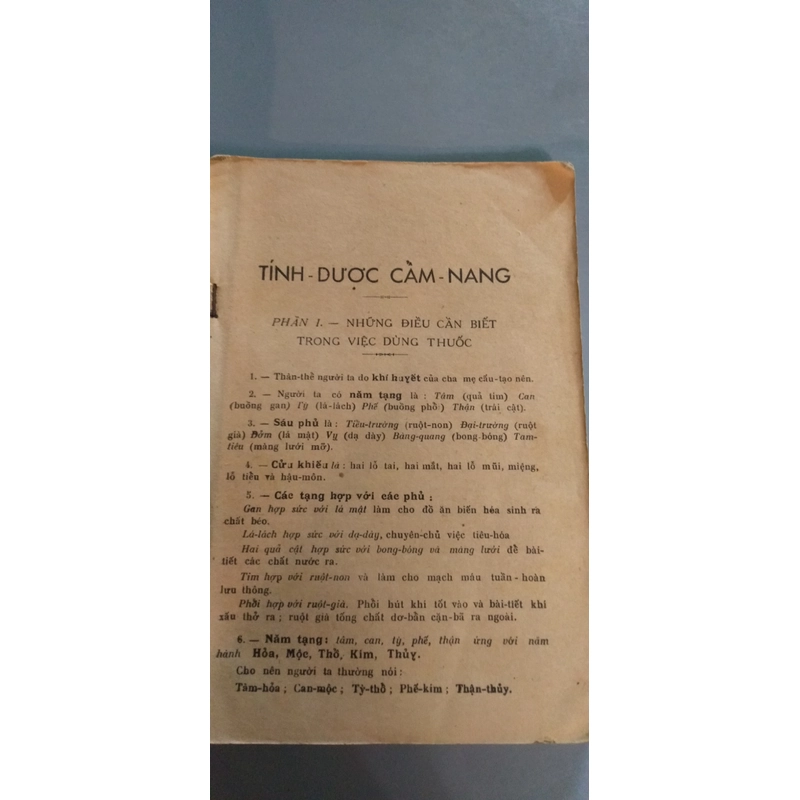 TÍNH-DƯỢC CẦM-NANG
PHẦN I. — NHỮNG ĐIỀU CẦN BIẾT
TRONG VIỆC DÙNG THUỐC
1. — Thân-thể người ta do khí huyết của cha mẹ cấu-tạo nên.
2. — Người ta có năm tạng là : Tâm (quả tim) Can
(buồng gan) Tỳ (lá-lách) Phế (buồng phổi) Thận (trái cật).
3. — Sáu phủ là : Tiểu-trường (ruột-non) Đại-trường (ruột
già) Đởm (lá mật) Vỵ (dạ dày) Bàng-quang (bong-bóng) Tam-
tiêu (màng lưới mỡ).
4. — Cửu khiếu là : hai lỗ tai, hai mắt, hai lỗ mũi, miệng,
lỗ tiểu và hậu-môn.
5. — Các tạng hợp với các phủ :
Gan hợp sức với lá mật làm cho đồ ăn biến hóa sinh ra
chất béo.
Lá-lách hợp sức với dạ-dày, chuyên-chủ việc tiêu-hóa
Hai quả cật hợp sức với bong-bóng và màng lưới để bài-
tiết các chất nước ra.
Tim hợp với ruột-non và làm cho mạch máu tuần-hoàn
lưu thông.
Phổi hợp với ruột-già. Phổi hút khí tốt vào và bài-tiết khí
xấu thở ra ; ruột già tống chất dơ-bẩn cặn-bã ra ngoài.
6. — Năm tạng : tâm, can, tỳ, phế, thận ứng với năm
hành Hỏa, Mộc, Thổ, Kim, Thủy.
Cho nên người ta thường nói :
Tâm-hỏa ; Can-mộc ; Tỳ-thổ ; Phế-kim ; Thận-thủy.